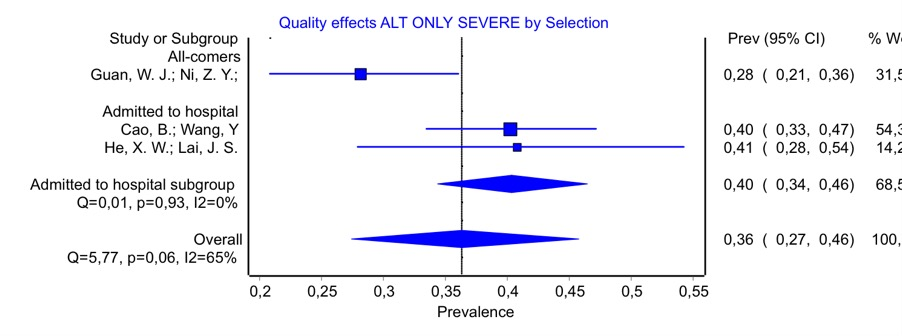 Quality effects ALT ONLY SEVERE by Selection
Study or Subgroup Prev (95% CI) % We
All-comers
Guan, W. J.; Ni, Z. Y.; 0,28 ( 0,21, 0,36) 31,5
Admitted to hospital
Cao, B.; Wang, Y 0,40 ( 0,33, 0,47) 54,3
He, X. W.; Lai, J. S. 0,41 ( 0,28, 0,54) 14,2
Admitted to hospital subgroup 0,40 ( 0,34, 0,46) 68,5
Q=0,01, p=0,93, I2=0%
Overall 0,36 ( 0,27, 0,46) 100,
Q=5,77, p=0,06, I2=65%
0,2 0,25 0,3 0,35 0,4 0,45 0,5 0,55
Prevalence